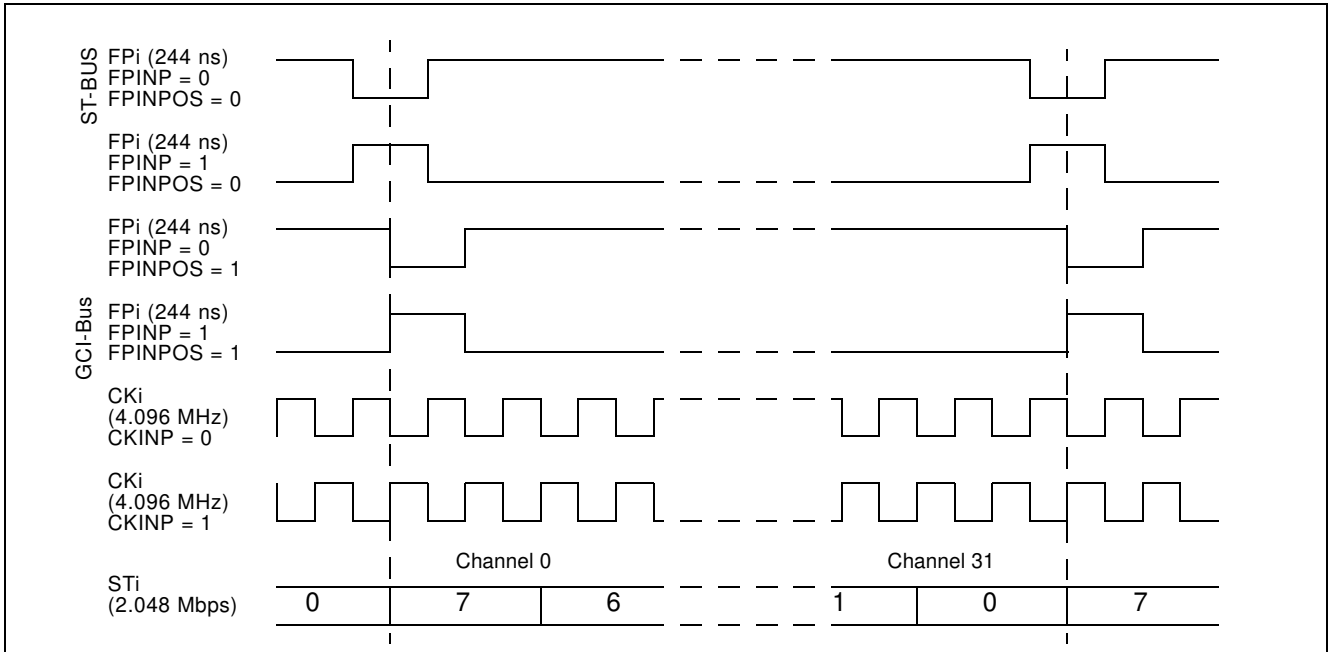 ST-BUS
FPi (244 ns)
FPINP = 0
FPINPOS = 0
FPi (244 ns)
FPINP = 1
FPINPOS = 0
FPi (244 ns)
FPINP = 0
FPINPOS = 1
GCI-Bus
FPi (244 ns)
FPINP = 1
FPINPOS = 1
CKi
(4.096 MHz)
CKINP = 0
CKi
(4.096 MHz)
CKINP = 1
Channel 0
Channel 31
STi
(2.048 Mbps)
0 7 6 1 0 7